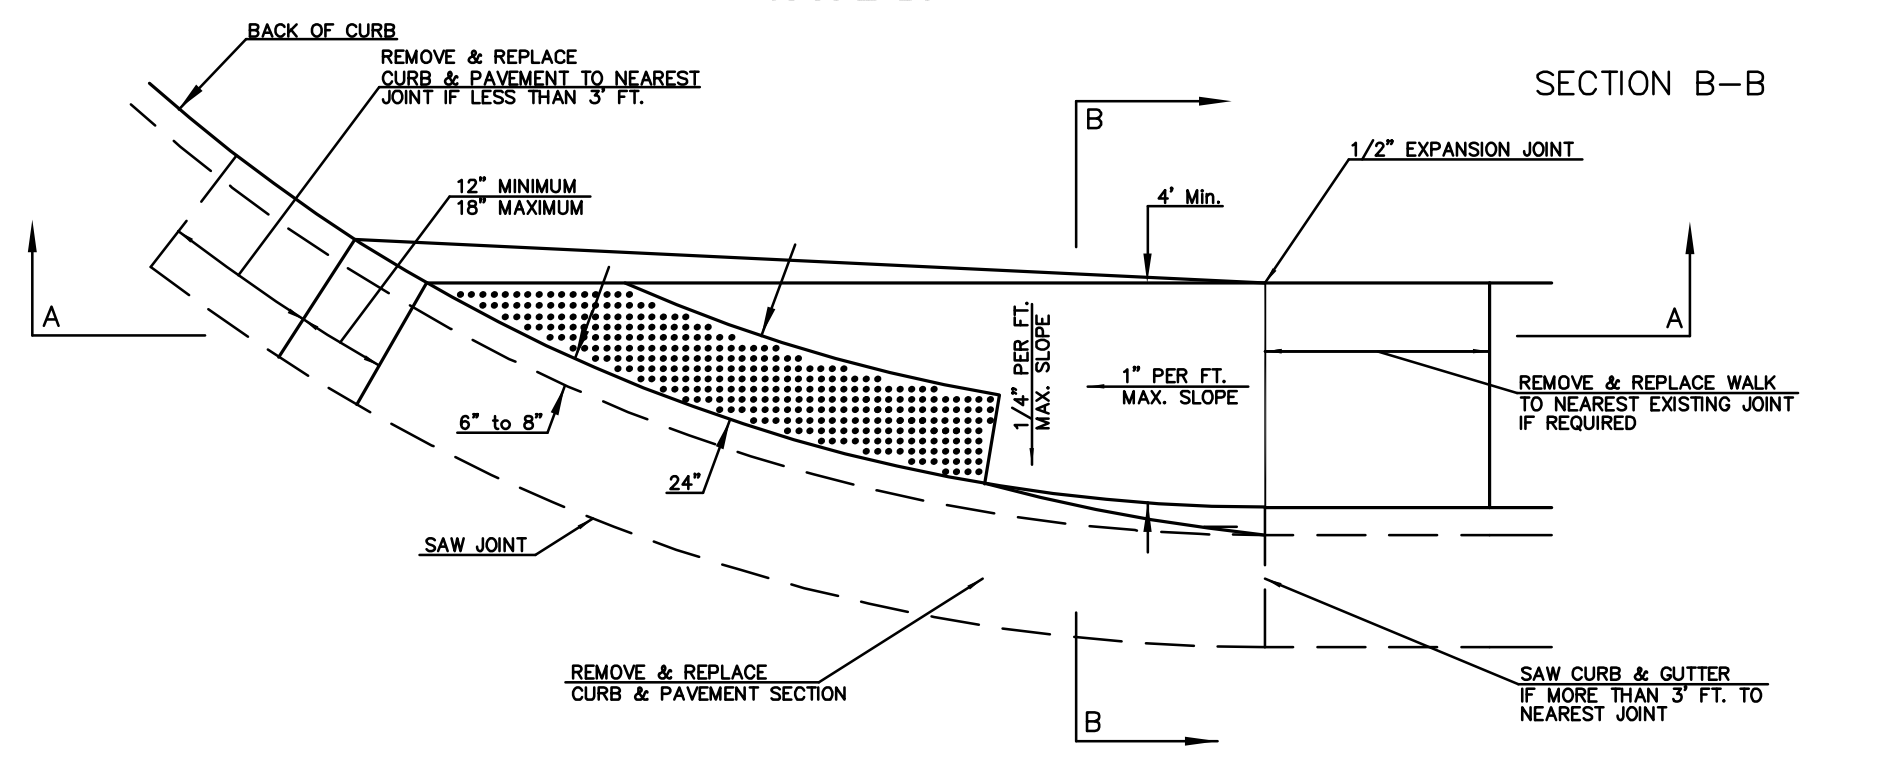 BACK OF CURB
REMOVE & REPLACE
CURB & PAVEMENT TO NEAREST
JOINT IF LESS THAN 3' FT.
SECTION B-B
B
1/2" EXPANSION JOINT
12" MINIMUM
18" MAXIMUM
4' Min.
A
A
1/4" PER FT.
MAX. SLOPE
1" PER FT.
MAX. SLOPE
REMOVE & REPLACE WALK
TO NEAREST EXISTING JOINT
IF REQUIRED
6" to 8"
24"
SAW JOINT
REMOVE & REPLACE
CURB & PAVEMENT SECTION
SAW CURB & GUTTER
IF MORE THAN 3' FT. TO
NEAREST JOINT
B